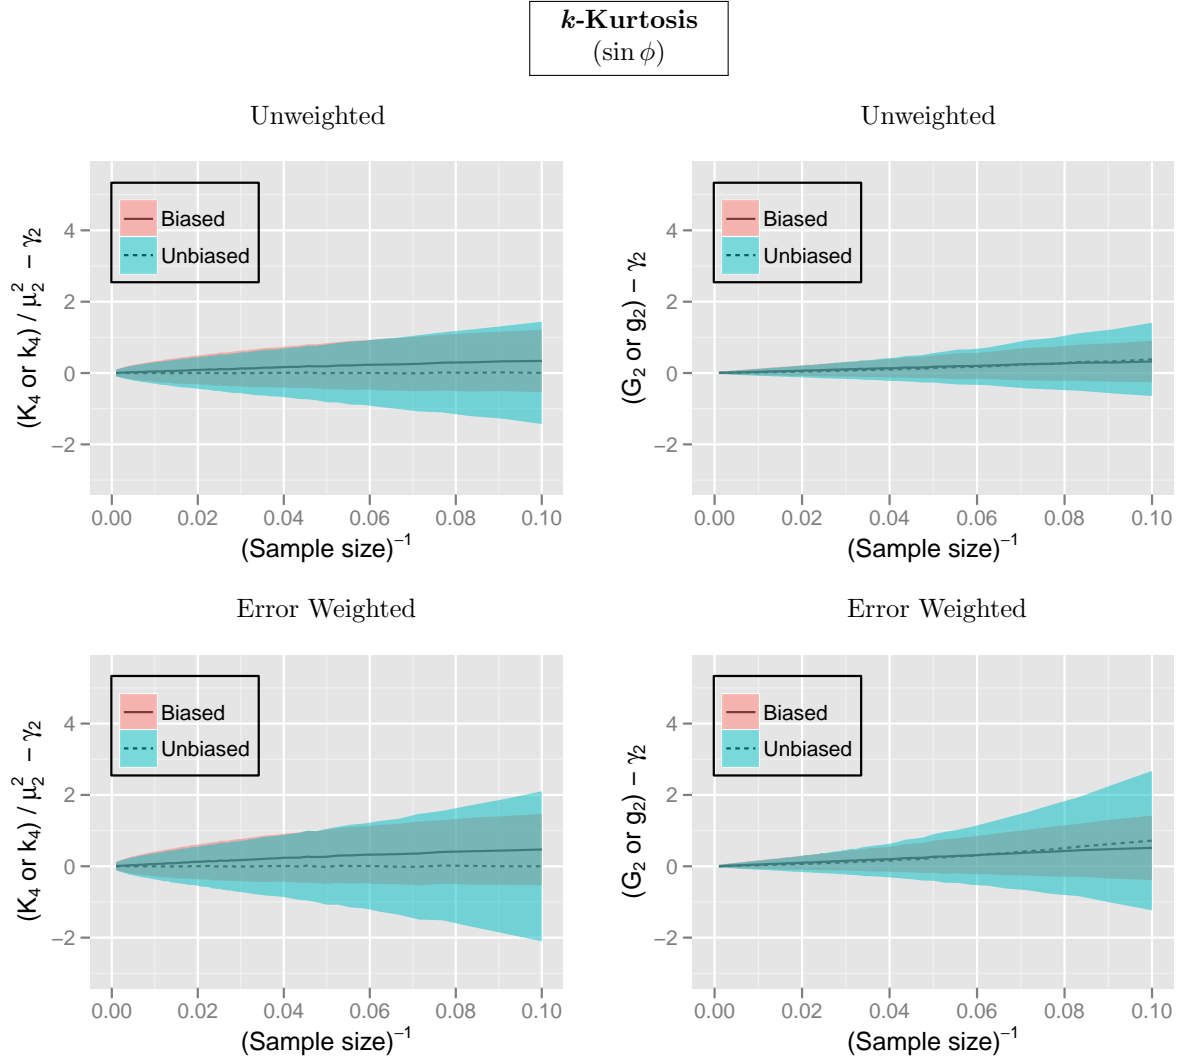 k-Kurtosis
(sin ϕ)
Unweighted
(K₄ or k₄) / μ₂² − γ₂
4
2
0
−2
Biased
Unbiased
0.00 0.02 0.04 0.06 0.08 0.10
(Sample size)⁻¹
Unweighted
(G₂ or g₂) − γ₂
4
2
0
−2
Biased
Unbiased
0.00 0.02 0.04 0.06 0.08 0.10
(Sample size)⁻¹
Error Weighted
(K₄ or k₄) / μ₂² − γ₂
4
2
0
−2
Biased
Unbiased
0.00 0.02 0.04 0.06 0.08 0.10
(Sample size)⁻¹
Error Weighted
(G₂ or g₂) − γ₂
4
2
0
−2
Biased
Unbiased
0.00 0.02 0.04 0.06 0.08 0.10
(Sample size)⁻¹